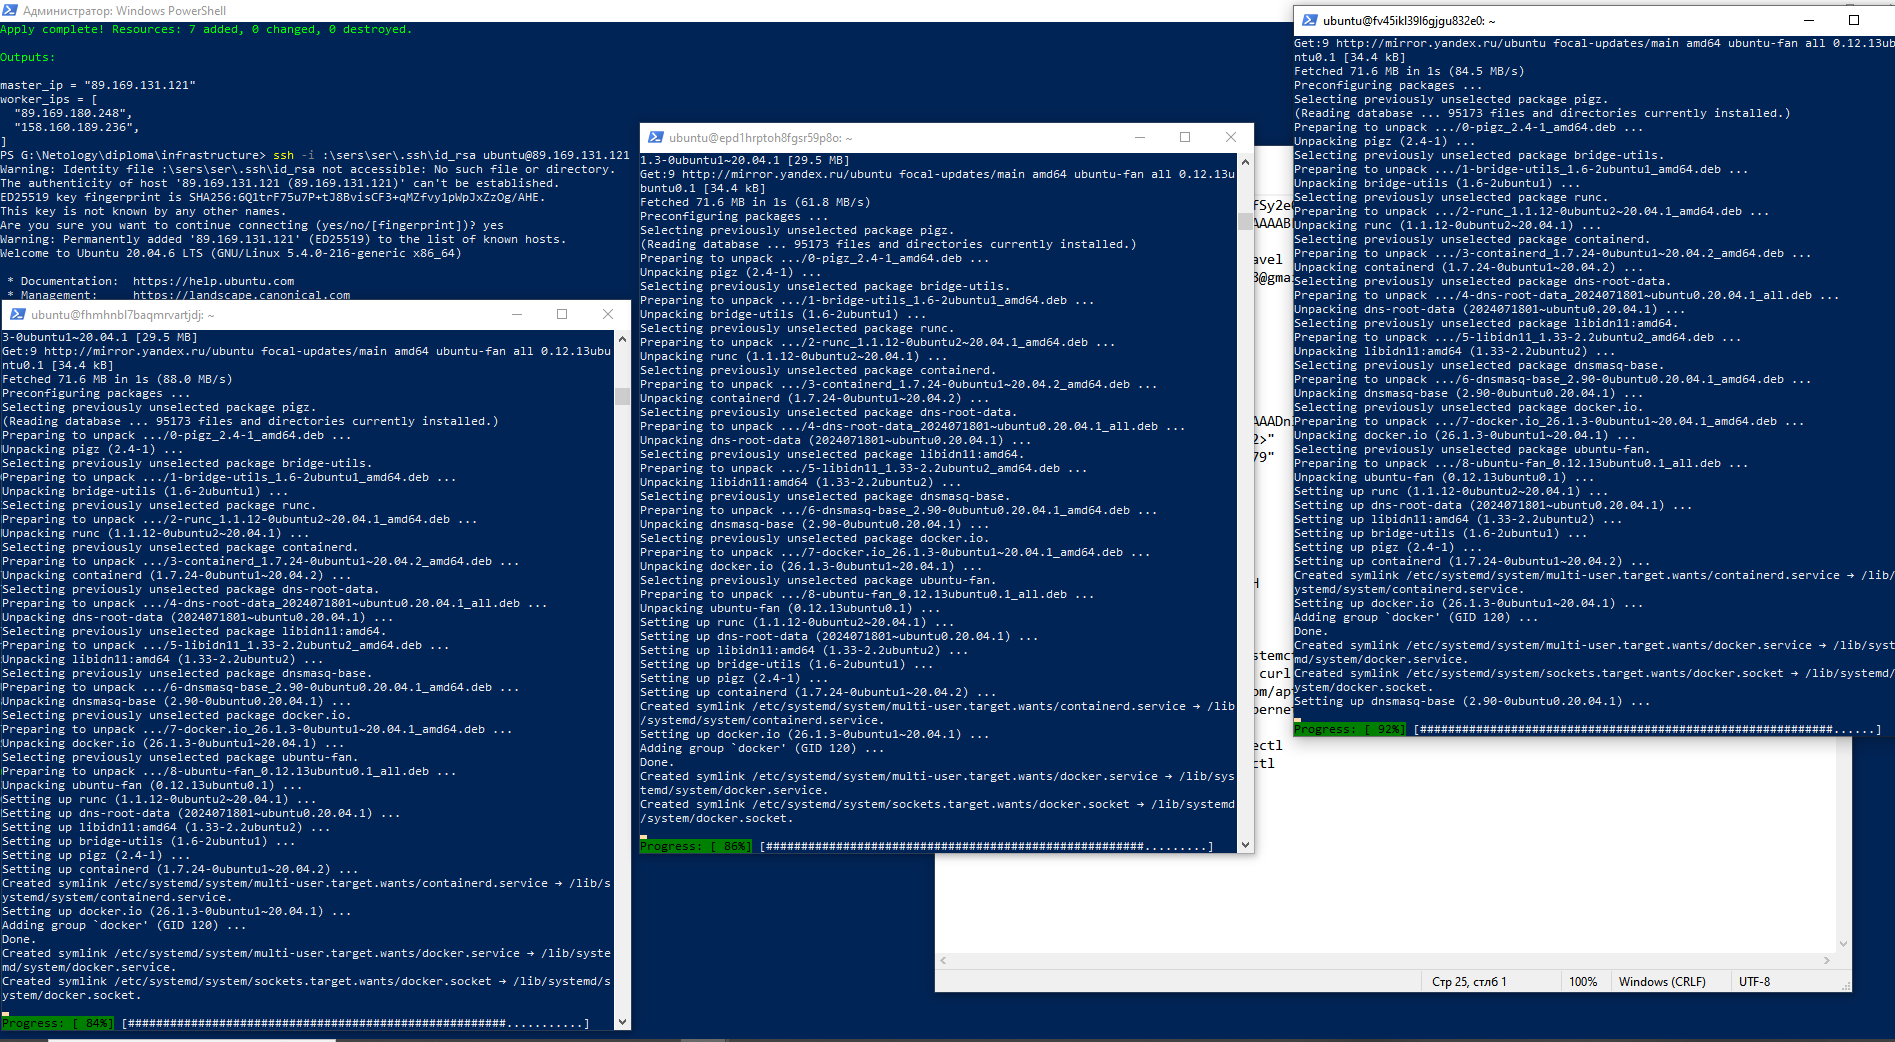 Администратор: Windows PowerShell
Apply complete! Resources: 7 added, 0 changed, 0 destroyed.
Outputs:
master_ip = "89.169.131.121"
worker_ips = [
"89.169.180.248",
"158.160.189.236",
]
PS G:\Netology\diploma\infrastructure> ssh -i :\sers\ser\.ssh\id_rsa ubuntu@89.169.131.121
Warning: Identity file :\sers\ser\.ssh\id_rsa not accessible: No such file or directory.
The authenticity of host '89.169.131.121 (89.169.131.121)' can't be established.
ED25519 key fingerprint is SHA256:6Q1trF75u7P+tJ8BvisCF3+qMZfvy1pWpJxZzOg/AHE.
This key is not known by any other names.
Are you sure you want to continue connecting (yes/no/[fingerprint])? yes
Warning: Permanently added '89.169.131.121' (ED25519) to the list of known hosts.
Welcome to Ubuntu 20.04.6 LTS (GNU/Linux 5.4.0-216-generic x86_64)
* Documentation:  https://help.ubuntu.com
* Management:     https://landscape.canonical.com
ubuntu@fhmhnbl7baqmrvartjdj: ~
3-0ubuntu1~20.04.1 [29.5 MB]
Get:9 http://mirror.yandex.ru/ubuntu focal-updates/main amd64 ubuntu-fan all 0.12.13ubu
ntu0.1 [34.4 kB]
Fetched 71.6 MB in 1s (88.0 MB/s)
Preconfiguring packages ...
Selecting previously unselected package pigz.
(Reading database ... 95173 files and directories currently installed.)
Preparing to unpack .../0-pigz_2.4-1_amd64.deb ...
Unpacking pigz (2.4-1) ...
Selecting previously unselected package bridge-utils.
Preparing to unpack .../1-bridge-utils_1.6-2ubuntu1_amd64.deb ...
Unpacking bridge-utils (1.6-2ubuntu1) ...
Selecting previously unselected package runc.
Preparing to unpack .../2-runc_1.1.12-0ubuntu2~20.04.1_amd64.deb ...
Unpacking runc (1.1.12-0ubuntu2~20.04.1) ...
Selecting previously unselected package containerd.
Preparing to unpack .../3-containerd_1.7.24-0ubuntu1~20.04.2_amd64.deb ...
Unpacking containerd (1.7.24-0ubuntu1~20.04.2) ...
Selecting previously unselected package dns-root-data.
Preparing to unpack .../4-dns-root-data_2024071801~ubuntu0.20.04.1_all.deb ...
Unpacking dns-root-data (2024071801~ubuntu0.20.04.1) ...
Selecting previously unselected package libidn11:amd64.
Preparing to unpack .../5-libidn11_1.33-2.2ubuntu2_amd64.deb ...
Unpacking libidn11:amd64 (1.33-2.2ubuntu2) ...
Selecting previously unselected package dnsmasq-base.
Preparing to unpack .../6-dnsmasq-base_2.90-0ubuntu0.20.04.1_amd64.deb ...
Unpacking dnsmasq-base (2.90-0ubuntu0.20.04.1) ...
Selecting previously unselected package docker.io.
Preparing to unpack .../7-docker.io_26.1.3-0ubuntu1~20.04.1_amd64.deb ...
Unpacking docker.io (26.1.3-0ubuntu1~20.04.1) ...
Selecting previously unselected package ubuntu-fan.
Preparing to unpack .../8-ubuntu-fan_0.12.13ubuntu0.1_all.deb ...
Unpacking ubuntu-fan (0.12.13ubuntu0.1) ...
Setting up runc (1.1.12-0ubuntu2~20.04.1) ...
Setting up dns-root-data (2024071801~ubuntu0.20.04.1) ...
Setting up libidn11:amd64 (1.33-2.2ubuntu2) ...
Setting up bridge-utils (1.6-2ubuntu1) ...
Setting up pigz (2.4-1) ...
Setting up containerd (1.7.24-0ubuntu1~20.04.2) ...
Created symlink /etc/systemd/system/multi-user.target.wants/containerd.service → /lib/s
ystemd/system/containerd.service.
Setting up docker.io (26.1.3-0ubuntu1~20.04.1) ...
Adding group `docker' (GID 120) ...
Done.
Created symlink /etc/systemd/system/multi-user.target.wants/docker.service → /lib/syste
md/system/docker.service.
Created symlink /etc/systemd/system/sockets.target.wants/docker.socket → /lib/systemd/s
ystem/docker.socket.
Progress: [ 84%] [######################################################...........]
ubuntu@epd1hrptoh8fgsr59p8o: ~
1.3-0ubuntu1~20.04.1 [29.5 MB]
Get:9 http://mirror.yandex.ru/ubuntu focal-updates/main amd64 ubuntu-fan all 0.12.13u
buntu0.1 [34.4 kB]
Fetched 71.6 MB in 1s (61.8 MB/s)
Preconfiguring packages ...
Selecting previously unselected package pigz.
(Reading database ... 95173 files and directories currently installed.)
Preparing to unpack .../0-pigz_2.4-1_amd64.deb ...
Unpacking pigz (2.4-1) ...
Selecting previously unselected package bridge-utils.
Preparing to unpack .../1-bridge-utils_1.6-2ubuntu1_amd64.deb ...
Unpacking bridge-utils (1.6-2ubuntu1) ...
Selecting previously unselected package runc.
Preparing to unpack .../2-runc_1.1.12-0ubuntu2~20.04.1_amd64.deb ...
Unpacking runc (1.1.12-0ubuntu2~20.04.1) ...
Selecting previously unselected package containerd.
Preparing to unpack .../3-containerd_1.7.24-0ubuntu1~20.04.2_amd64.deb ...
Unpacking containerd (1.7.24-0ubuntu1~20.04.2) ...
Selecting previously unselected package dns-root-data.
Preparing to unpack .../4-dns-root-data_2024071801~ubuntu0.20.04.1_all.deb ...
Unpacking dns-root-data (2024071801~ubuntu0.20.04.1) ...
Selecting previously unselected package libidn11:amd64.
Preparing to unpack .../5-libidn11_1.33-2.2ubuntu2_amd64.deb ...
Unpacking libidn11:amd64 (1.33-2.2ubuntu2) ...
Selecting previously unselected package dnsmasq-base.
Preparing to unpack .../6-dnsmasq-base_2.90-0ubuntu0.20.04.1_amd64.deb ...
Unpacking dnsmasq-base (2.90-0ubuntu0.20.04.1) ...
Selecting previously unselected package docker.io.
Preparing to unpack .../7-docker.io_26.1.3-0ubuntu1~20.04.1_amd64.deb ...
Unpacking docker.io (26.1.3-0ubuntu1~20.04.1) ...
Selecting previously unselected package ubuntu-fan.
Preparing to unpack .../8-ubuntu-fan_0.12.13ubuntu0.1_all.deb ...
Unpacking ubuntu-fan (0.12.13ubuntu0.1) ...
Setting up runc (1.1.12-0ubuntu2~20.04.1) ...
Setting up dns-root-data (2024071801~ubuntu0.20.04.1) ...
Setting up libidn11:amd64 (1.33-2.2ubuntu2) ...
Setting up bridge-utils (1.6-2ubuntu1) ...
Setting up pigz (2.4-1) ...
Setting up containerd (1.7.24-0ubuntu1~20.04.2) ...
Created symlink /etc/systemd/system/multi-user.target.wants/containerd.service → /lib
/systemd/system/containerd.service.
Setting up docker.io (26.1.3-0ubuntu1~20.04.1) ...
Adding group `docker' (GID 120) ...
Done.
Created symlink /etc/systemd/system/multi-user.target.wants/docker.service → /lib/sys
temd/system/docker.service.
Created symlink /etc/systemd/system/sockets.target.wants/docker.socket → /lib/systemd
/system/docker.socket.
Progress: [ 86%] [######################################################.........]
fSy2e
AAAAB
avel
3@gma
AAADn
2>"
79"
H
stemc
curl
om/ap
perne
ectl
ctl
Стр 25, стлб 1
100%
Windows (CRLF)
UTF-8
ubuntu@fv45ikl39l6gjgu832e0: ~
Get:9 http://mirror.yandex.ru/ubuntu focal-updates/main amd64 ubuntu-fan all 0.12.13ub
ntu0.1 [34.4 kB]
Fetched 71.6 MB in 1s (84.5 MB/s)
Preconfiguring packages ...
Selecting previously unselected package pigz.
(Reading database ... 95173 files and directories currently installed.)
Preparing to unpack .../0-pigz_2.4-1_amd64.deb ...
Unpacking pigz (2.4-1) ...
Selecting previously unselected package bridge-utils.
Preparing to unpack .../1-bridge-utils_1.6-2ubuntu1_amd64.deb ...
Unpacking bridge-utils (1.6-2ubuntu1) ...
Selecting previously unselected package runc.
Preparing to unpack .../2-runc_1.1.12-0ubuntu2~20.04.1_amd64.deb ...
Unpacking runc (1.1.12-0ubuntu2~20.04.1) ...
Selecting previously unselected package containerd.
Preparing to unpack .../3-containerd_1.7.24-0ubuntu1~20.04.2_amd64.deb ...
Unpacking containerd (1.7.24-0ubuntu1~20.04.2) ...
Selecting previously unselected package dns-root-data.
Preparing to unpack .../4-dns-root-data_2024071801~ubuntu0.20.04.1_all.deb ...
Unpacking dns-root-data (2024071801~ubuntu0.20.04.1) ...
Selecting previously unselected package libidn11:amd64.
Preparing to unpack .../5-libidn11_1.33-2.2ubuntu2_amd64.deb ...
Unpacking libidn11:amd64 (1.33-2.2ubuntu2) ...
Selecting previously unselected package dnsmasq-base.
Preparing to unpack .../6-dnsmasq-base_2.90-0ubuntu0.20.04.1_amd64.deb ...
Unpacking dnsmasq-base (2.90-0ubuntu0.20.04.1) ...
Selecting previously unselected package docker.io.
Preparing to unpack .../7-docker.io_26.1.3-0ubuntu1~20.04.1_amd64.deb ...
Unpacking docker.io (26.1.3-0ubuntu1~20.04.1) ...
Selecting previously unselected package ubuntu-fan.
Preparing to unpack .../8-ubuntu-fan_0.12.13ubuntu0.1_all.deb ...
Unpacking ubuntu-fan (0.12.13ubuntu0.1) ...
Setting up runc (1.1.12-0ubuntu2~20.04.1) ...
Setting up dns-root-data (2024071801~ubuntu0.20.04.1) ...
Setting up libidn11:amd64 (1.33-2.2ubuntu2) ...
Setting up bridge-utils (1.6-2ubuntu1) ...
Setting up pigz (2.4-1) ...
Setting up containerd (1.7.24-0ubuntu1~20.04.2) ...
Created symlink /etc/systemd/system/multi-user.target.wants/containerd.service → /lib/
ystemd/system/containerd.service.
Setting up docker.io (26.1.3-0ubuntu1~20.04.1) ...
Adding group `docker' (GID 120) ...
Done.
Created symlink /etc/systemd/system/multi-user.target.wants/docker.service → /lib/syst
md/system/docker.service.
Created symlink /etc/systemd/system/sockets.target.wants/docker.socket → /lib/systemd/
ystem/docker.socket.
Setting up dnsmasq-base (2.90-0ubuntu0.20.04.1) ...
Progress: [ 92%] [###########################################################......]